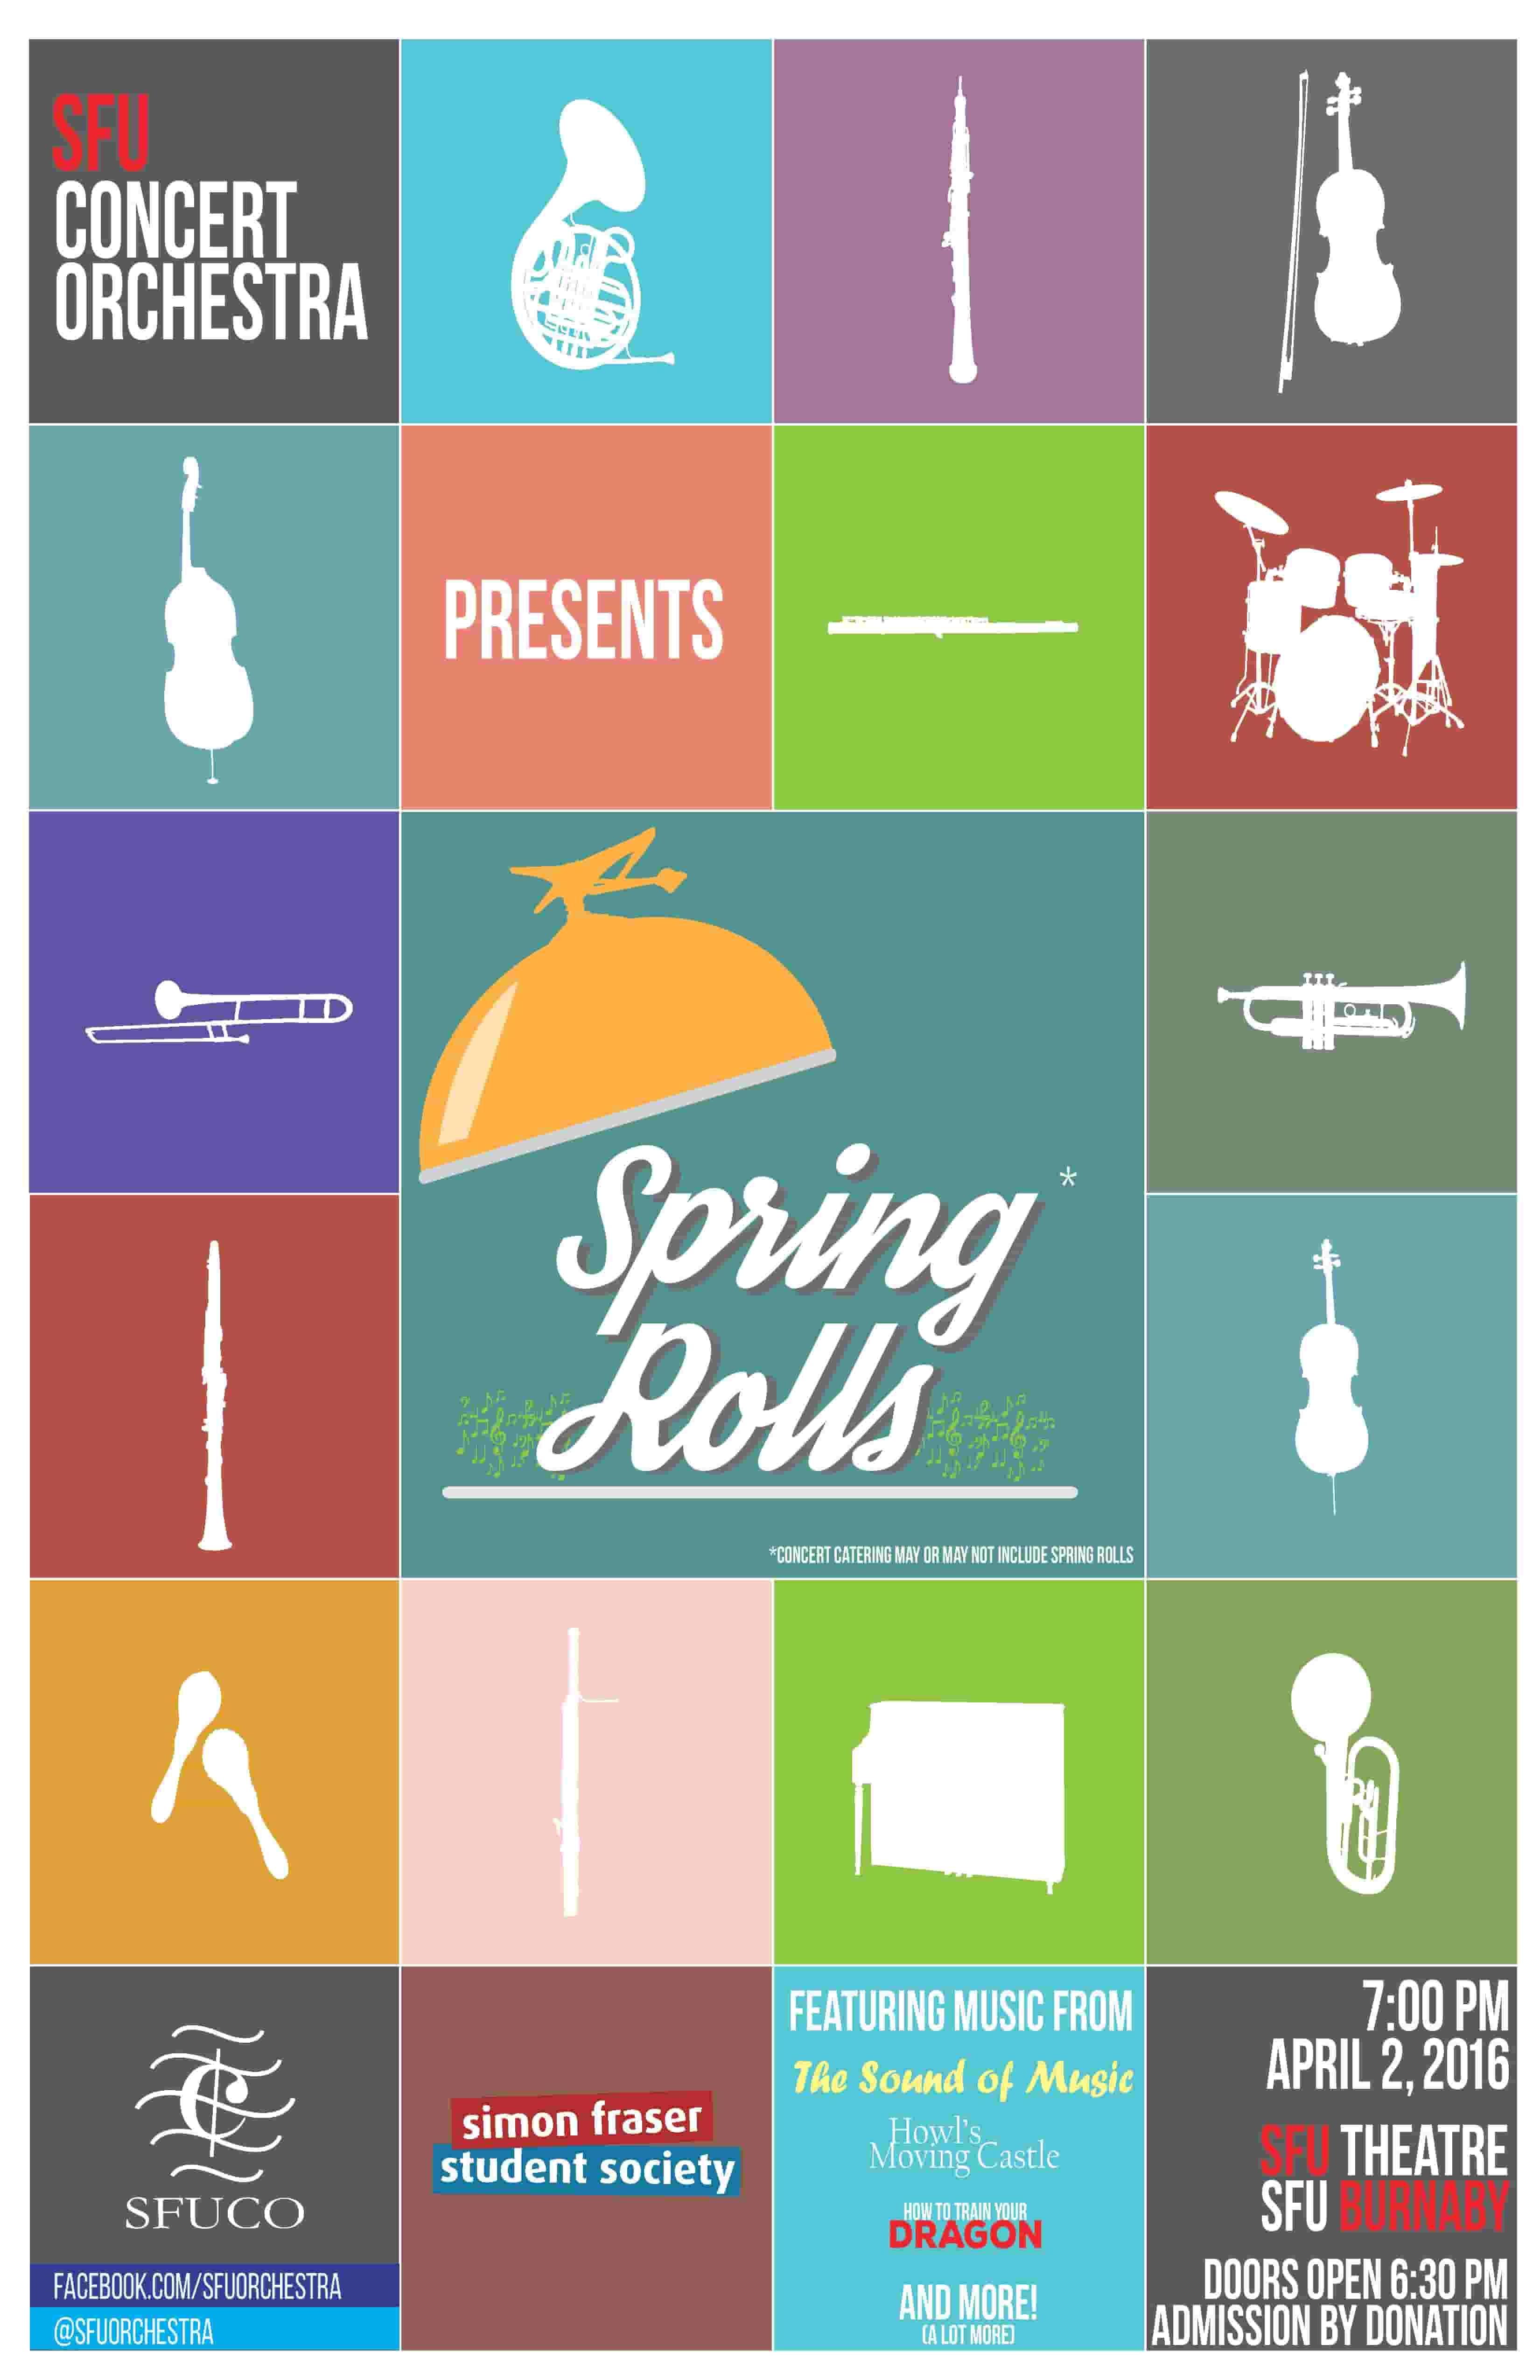 SFU
CONCERT
ORCHESTRA
PRESENTS
Spring *
Rolls
*CONCERT CATERING MAY OR MAY NOT INCLUDE SPRING ROLLS
SFUCO
FACEBOOK.COM/SFUORCHESTRA
@SFUORCHESTRA
simon fraser
student society
FEATURING MUSIC FROM
The Sound of Music
Howl's
Moving Castle
HOW TO TRAIN YOUR
DRAGON
AND MORE!
(A LOT MORE)
7:00 PM
APRIL 2, 2016
SFU THEATRE
SFU BURNABY
DOORS OPEN 6:30 PM
ADMISSION BY DONATION